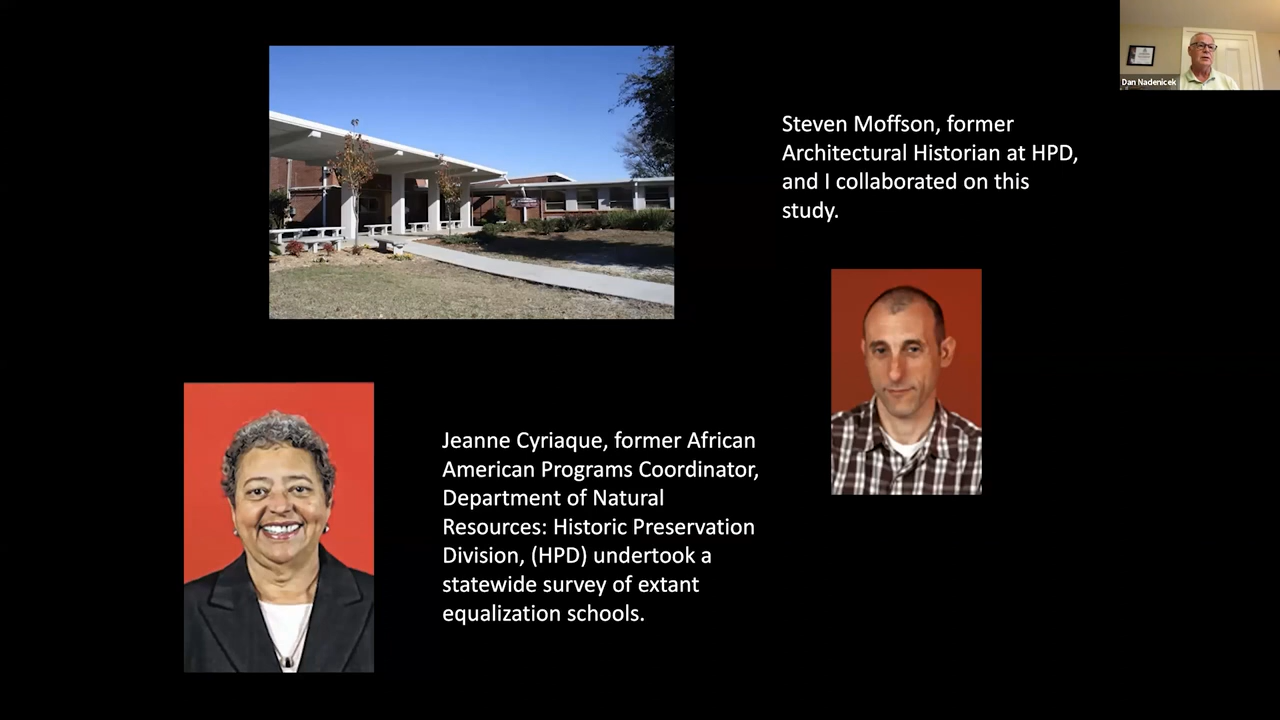 Dan Nadenicek
Steven Moffson, former
Architectural Historian at HPD,
and I collaborated on this
study.
Jeanne Cyriaque, former African
American Programs Coordinator,
Department of Natural
Resources: Historic Preservation
Division, (HPD) undertook a
statewide survey of extant
equalization schools.